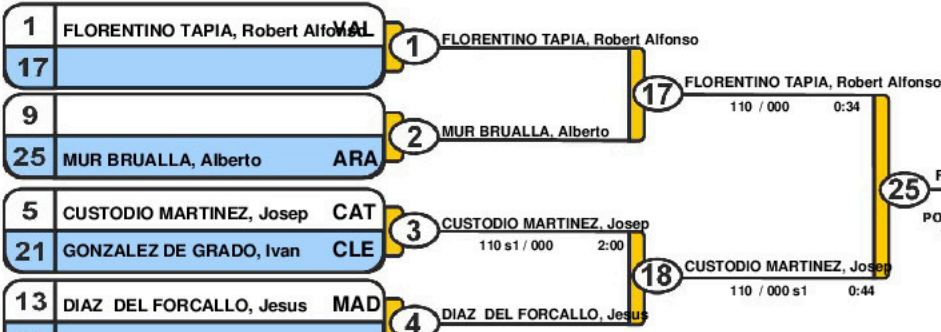 1 FLORENTINO TAPIA, Robert Alfonso VAL
17
1
FLORENTINO TAPIA, Robert Alfonso
9
25 MUR BRUALLA, Alberto ARA
2
MUR BRUALLA, Alberto
17
FLORENTINO TAPIA, Robert Alfonso
110 / 000 0:34
5 CUSTODIO MARTINEZ, Josep CAT
21 GONZALEZ DE GRADO, Ivan CLE
3
CUSTODIO MARTINEZ, Josep
110 s1 / 000 2:00
13 DIAZ DEL FORCALLO, Jesus MAD
4
DIAZ DEL FORCALLO, Jesus
18
CUSTODIO MARTINEZ, Josep
110 / 000 s1 0:44
25